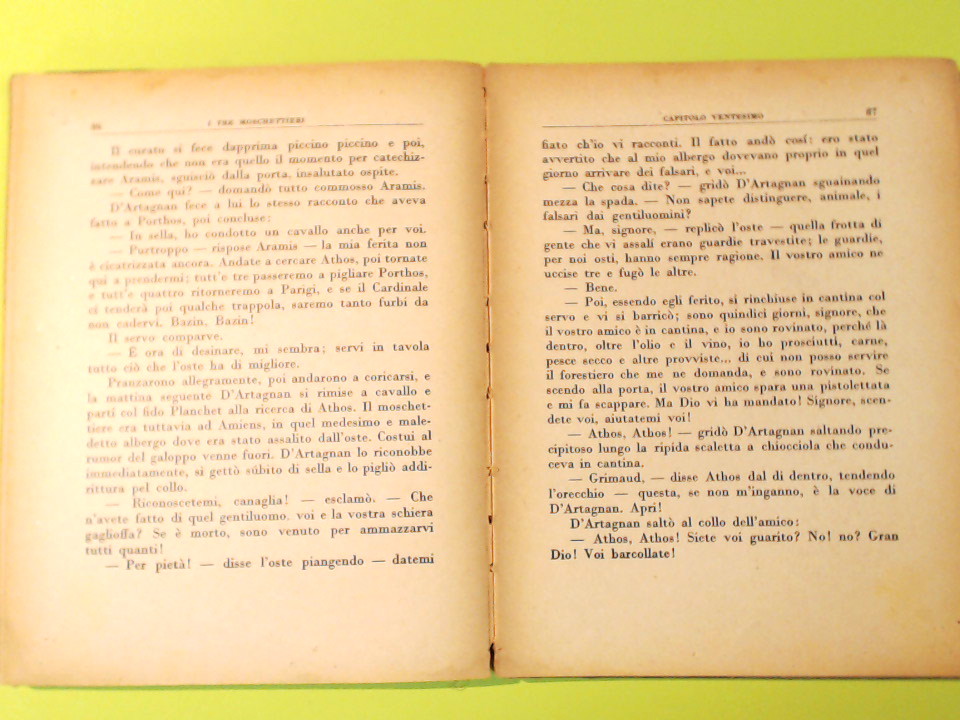 86
I TRE MOSCHETTIERI
Il curato si fece dapprima piccino piccino e poi,
intendendo che non era quello il momento per catechiz-
zare Aramis, sguisciò dalla porta, insalutato ospite.
— Come qui? — domandò tutto commosso Aramis.
D'Artagnan fece a lui lo stesso racconto che aveva
fatto a Porthos, poi concluse:
— In sella, ho condotto un cavallo anche per voi.
— Purtroppo — rispose Aramis — la mia ferita non
è cicatrizzata ancora. Andate a cercare Athos, poi tornate
qui a prendermi; tutt'e tre passeremo a pigliare Porthos,
e tutt'e quattro ritorneremo a Parigi, e se il Cardinale
ci tenderà poi qualche trappola, saremo tanto furbi da
non cadervi. Bazin, Bazin!
Il servo comparve.
— È ora di desinare, mi sembra; servi in tavola
tutto ciò che l'oste ha di migliore.
Pranzarono allegramente, poi andarono a coricarsi, e
la mattina seguente D'Artagnan si rimise a cavallo e
partì col fido Planchet alla ricerca di Athos. Il moschet-
tiere era tuttavia ad Amiens, in quel medesimo e male-
detto albergo dove era stato assalito dall'oste. Costui al
rumor del galoppo venne fuori. D'Artagnan lo riconobbe
immediatamente, si gettò sùbito di sella e lo pigliò addi-
rittura pel collo.
— Riconoscetemi, canaglia! — esclamò. — Che
n'avete fatto di quel gentiluomo, voi e la vostra schiera
gaglioffa? Se è morto, sono venuto per ammazzarvi
tutti quanti!
— Per pietà! — disse l'oste piangendo — datemi
CAPITOLO VENTESIMO
87
fiato ch'io vi racconti. Il fatto andò così: ero stato
avvertito che al mio albergo dovevano proprio in quel
giorno arrivare dei falsari, e voi...
— Che cosa dite? — gridò D'Artagnan sguainando
mezza la spada. — Non sapete distinguere, animale, i
falsari dai gentiluomini?
— Ma, signore, — replicò l'oste — quella frotta di
gente che vi assalì erano guardie travestite; le guardie,
per noi osti, hanno sempre ragione. Il vostro amico ne
uccise tre e fugò le altre.
— Bene.
— Poi, essendo egli ferito, si rinchiuse in cantina col
servo e vi si barricò; sono quindici giorni, signore, che
il vostro amico è in cantina, e io sono rovinato, perché là
dentro, oltre l'olio e il vino, io ho prosciutti, carne,
pesce secco e altre provviste... di cui non posso servire
il forestiero che me ne domanda, e sono rovinato. Se
scendo alla porta, il vostro amico spara una pistolettata
e mi fa scappare. Ma Dio vi ha mandato! Signore, scen-
dete voi, aiutatemi voi!
— Athos, Athos! — gridò D'Artagnan saltando pre-
cipitoso lungo la ripida scaletta a chiocciola che condu-
ceva in cantina.
— Grimaud, — disse Athos dal di dentro, tendendo
l'orecchio — questa, se non m'inganno, è la voce di
D'Artagnan. Apri!
D'Artagnan saltò al collo dell'amico:
— Athos, Athos! Siete voi guarito? No! no? Gran
Dio! Voi barcollate!